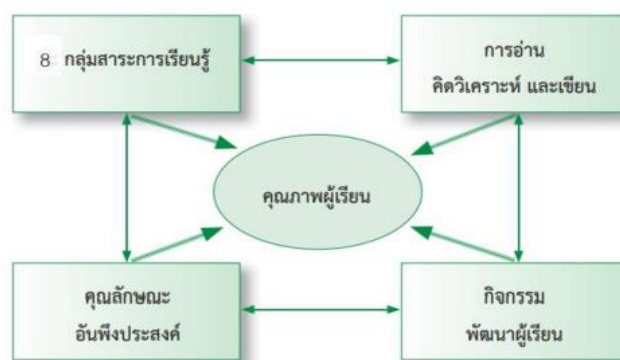 8 กลุ่มสาระการเรียนรู้
การอ่าน
คิดวิเคราะห์ และเขียน
คุณภาพผู้เรียน
คุณลักษณะ
อันพึงประสงค์
กิจกรรม
พัฒนาผู้เรียน